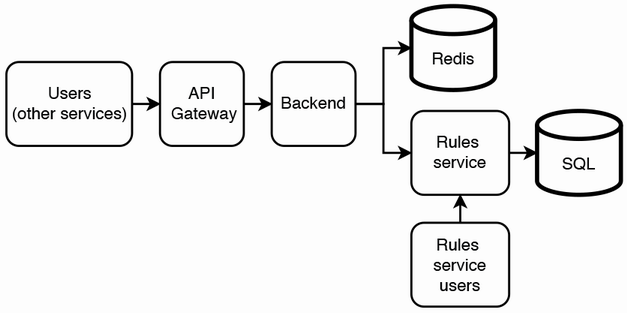 Users
(other services)
API
Gateway
Backend
Redis
Rules
service
SQL
Rules
service
users